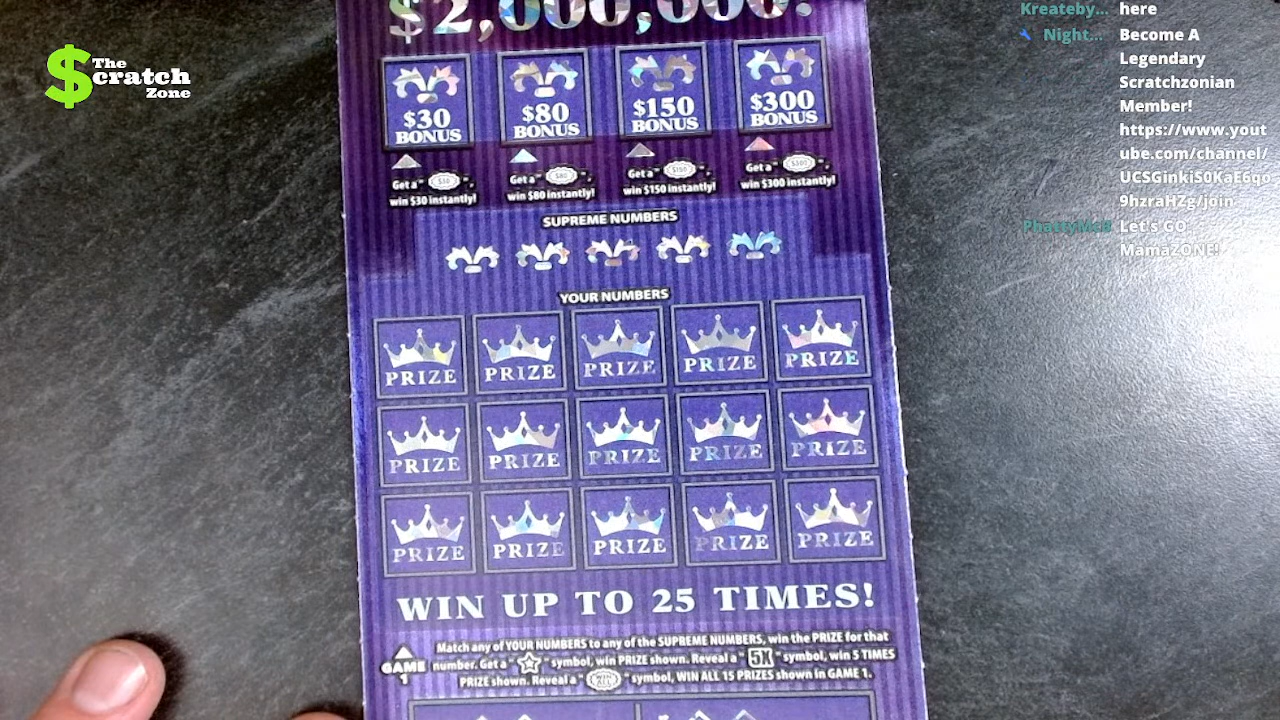 $2,000,000!
The
$cratch
Zone
$30
BONUS
$80
BONUS
$150
BONUS
$300
BONUS
Get a " $30 "
win $30 instantly!
Get a " $80 "
win $80 instantly!
Get a " $150 "
win $150 instantly!
Get a " $300 "
win $300 instantly!
SUPREME NUMBERS
YOUR NUMBERS
PRIZE PRIZE PRIZE PRIZE PRIZE
PRIZE PRIZE PRIZE PRIZE PRIZE
PRIZE PRIZE PRIZE PRIZE PRIZE
WIN UP TO 25 TIMES!
GAME
1
Match any of YOUR NUMBERS to any of the SUPREME NUMBERS, win the PRIZE for that
number. Get a " " symbol, win PRIZE shown. Reveal a " 5X " symbol, win 5 TIMES
PRIZE shown. Reveal a " " symbol, WIN ALL 15 PRIZES shown in GAME 1.
Kreateby... here
Night... Become A
Legendary
Scratchzonian
Member!
https://www.yout
ube.com/channel/
UCSGinkiS0KaE6qo
9hzraHZg/join
PhattyMcB Let's GO
MamaZONE!